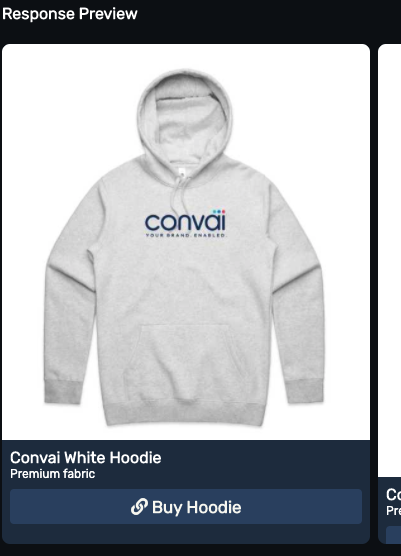 Response Preview
convai
YOUR BRAND. ENABLED.
Convai White Hoodie
Premium fabric
Buy Hoodie
Co
Pre